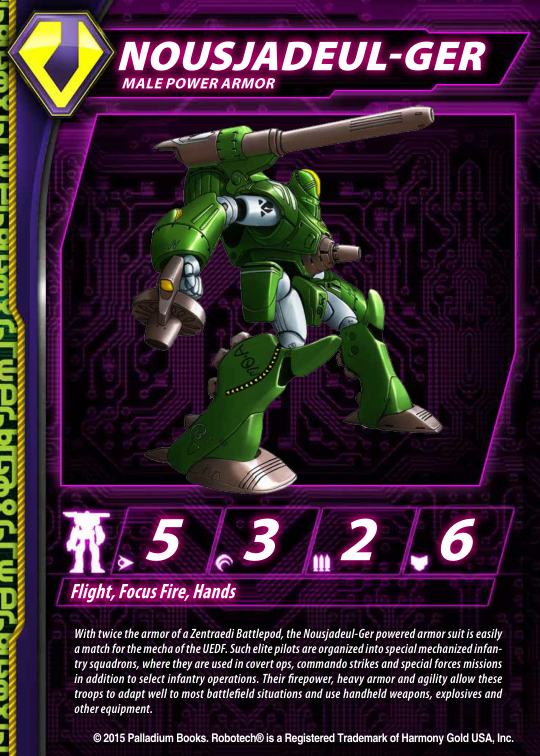 NOUSJADEUL-GER
MALE POWER ARMOR
5 3 2 6
Flight, Focus Fire, Hands
With twice the armor of a Zentraedi Battlepod, the Nousjadeul-Ger powered armor suit is easily
a match for the mecha of the UEDF. Such elite pilots are organized into special mechanized infan-
try squadrons, where they are used in covert ops, commando strikes and special forces missions
in addition to select infantry operations. Their firepower, heavy armor and agility allow these
troops to adapt well to most battlefield situations and use handheld weapons, explosives and
other equipment.
© 2015 Palladium Books. Robotech® is a Registered Trademark of Harmony Gold USA, Inc.